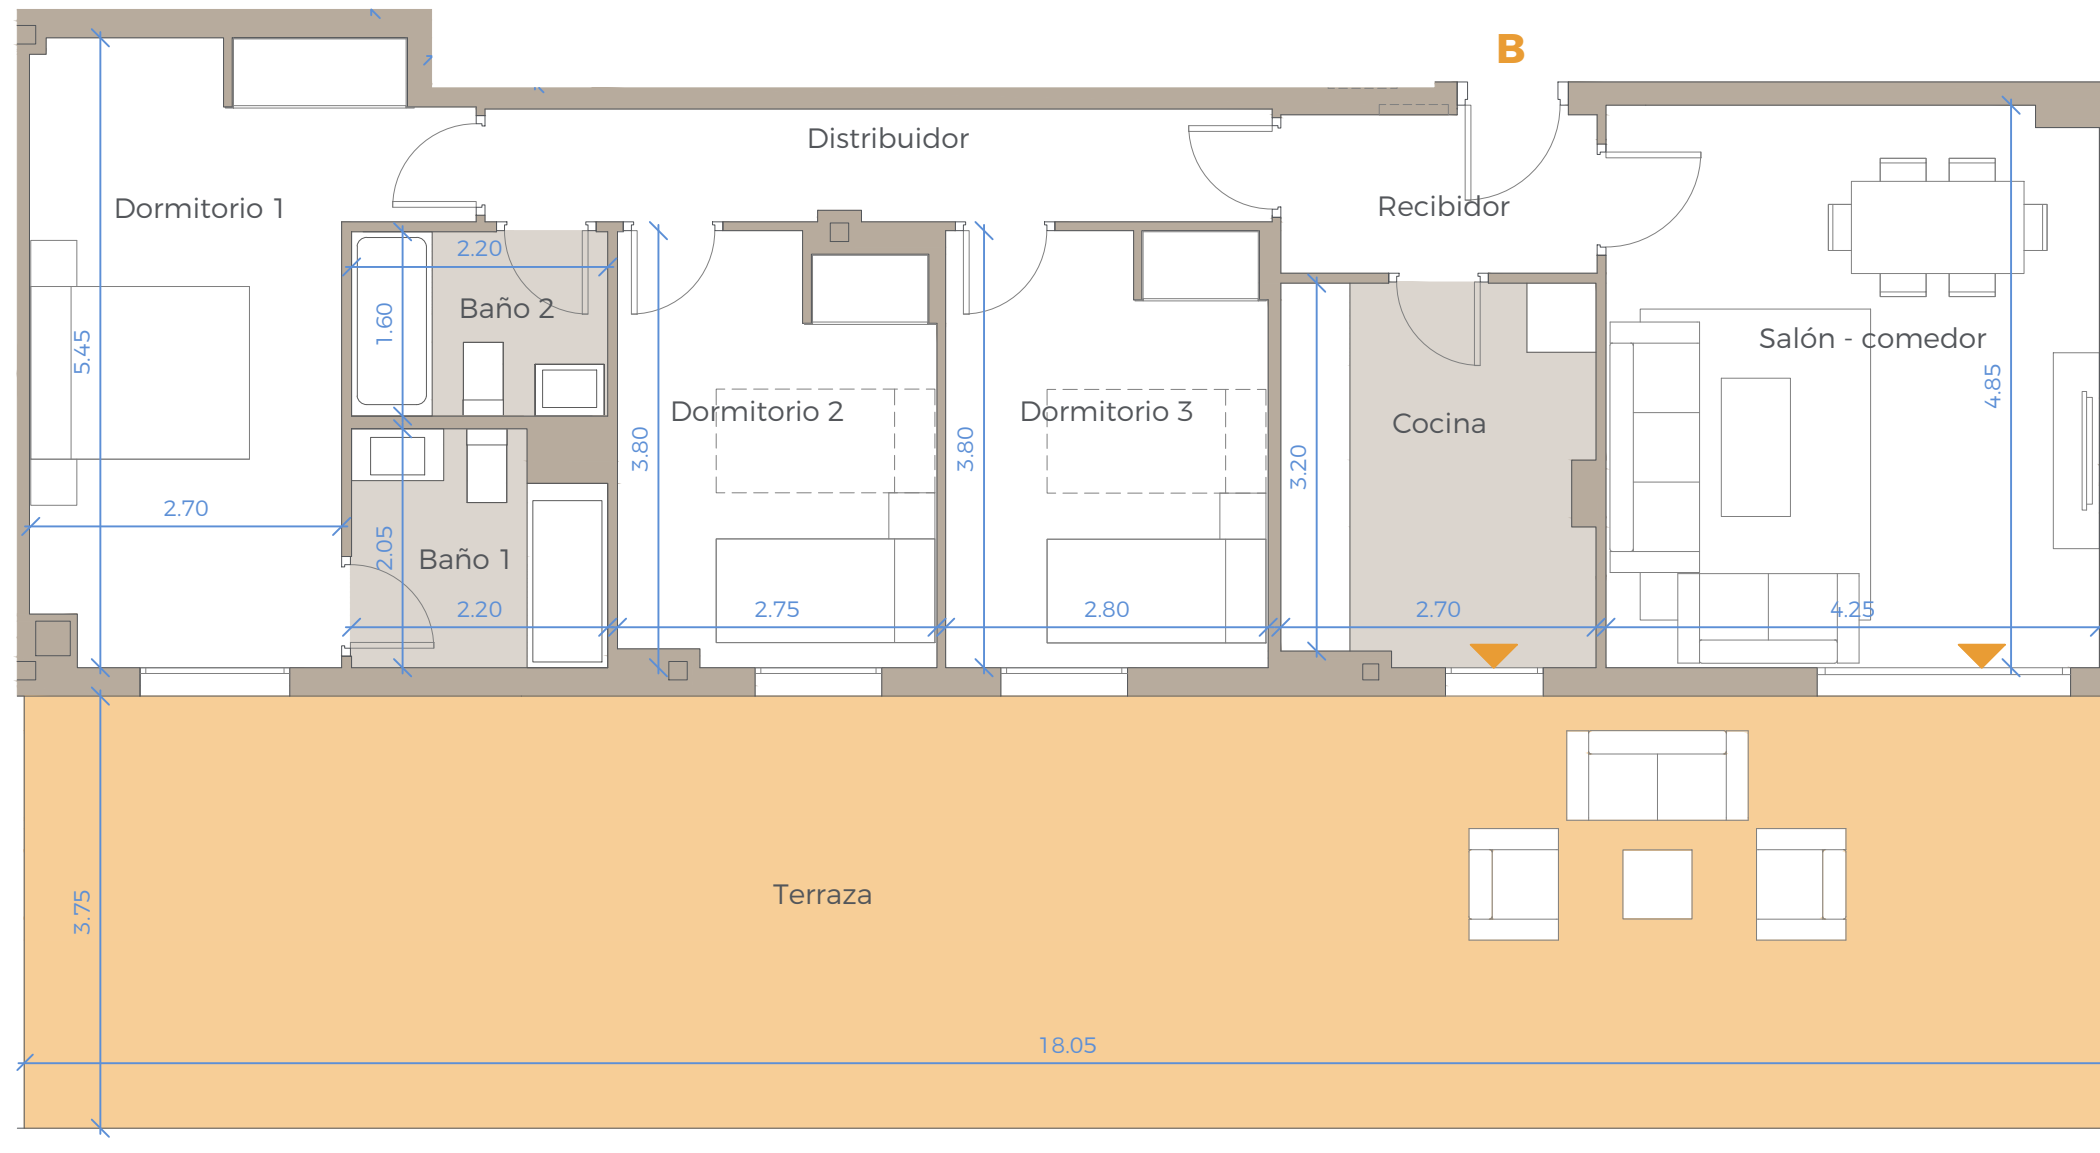 B
Distribuidor
Recibidor
Dormitorio 1
2.20
Baño 2
1.60
5.45
Salón - comedor
4.85
Dormitorio 2
Dormitorio 3
Cocina
3.80
3.80
3.20
2.70
2.05
Baño 1
2.20
2.75
2.80
2.70
4.25
Terraza
3.75
18.05